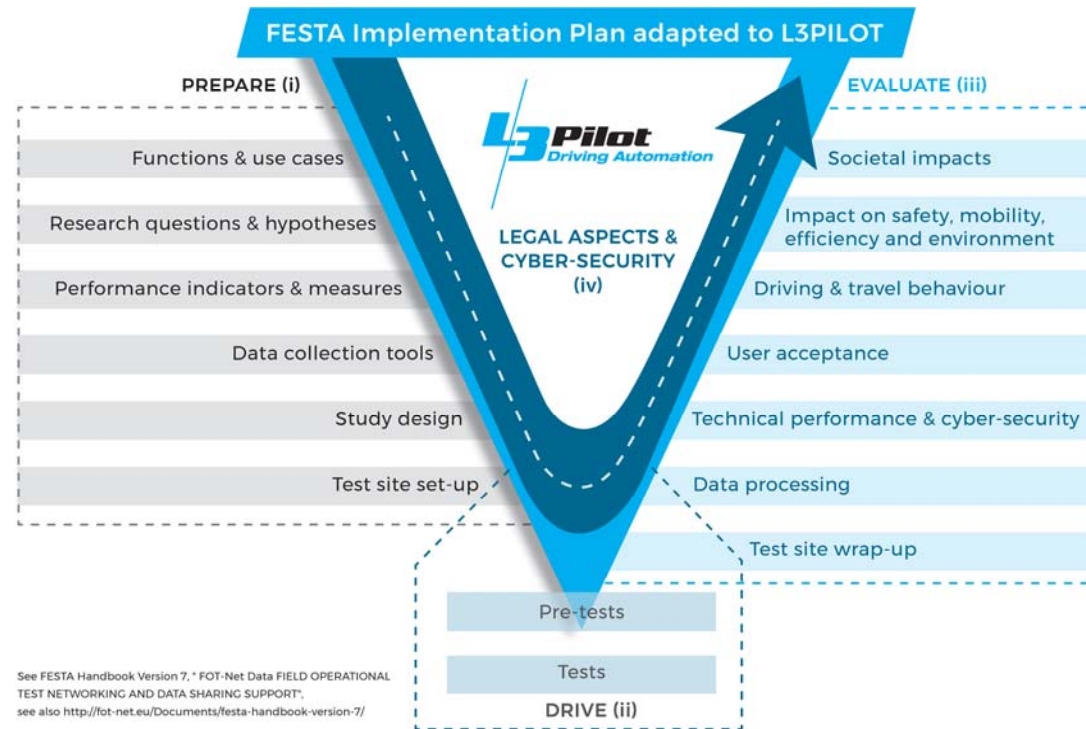 FESTA Implementation Plan adapted to L3PILOT
PREPARE (i)
Functions & use cases
Research questions & hypotheses
Performance indicators & measures
Data collection tools
Study design
Test site set-up
L3Pilot
Driving Automation
LEGAL ASPECTS &
CYBER-SECURITY
(iv)
EVALUATE (iii)
Societal impacts
Impact on safety, mobility,
efficiency and environment
Driving & travel behaviour
User acceptance
Technical performance & cyber-security
Data processing
Test site wrap-up
Pre-tests
Tests
DRIVE (ii)
See FESTA Handbook Version 7, " FOT-Net Data FIELD OPERATIONAL
TEST NETWORKING AND DATA SHARING SUPPORT",
see also http://fot-net.eu/Documents/festa-handbook-version-7/